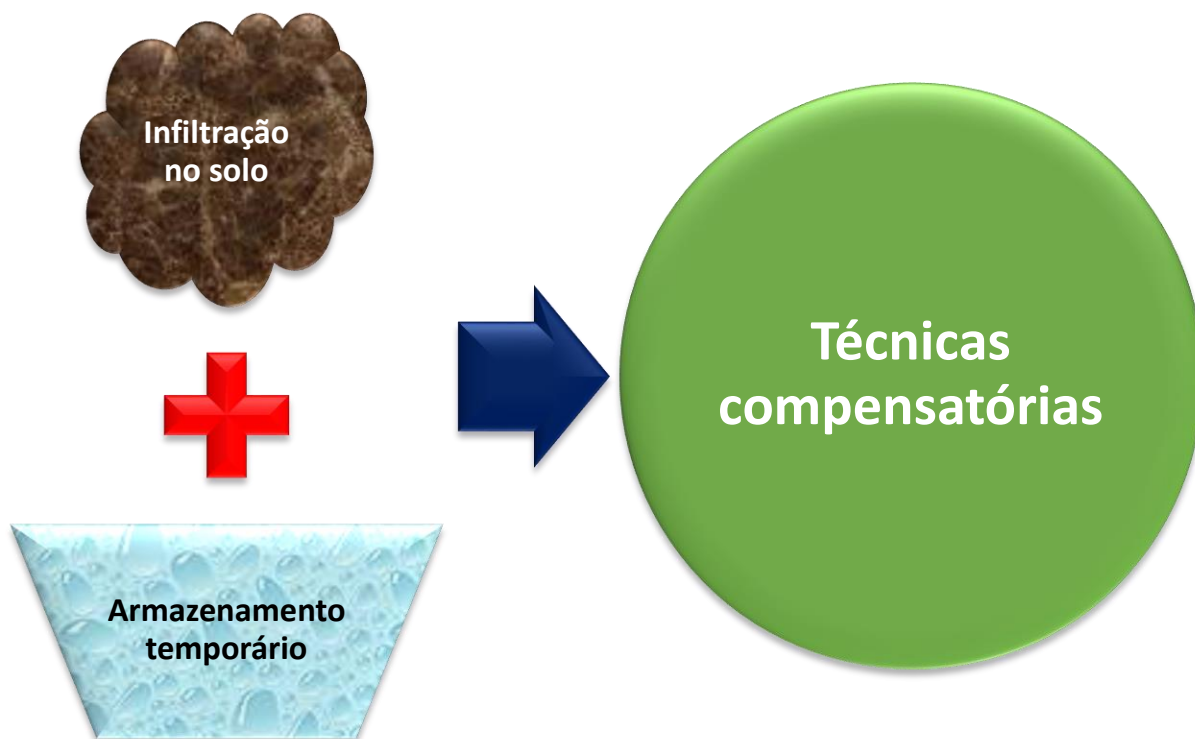 Infiltração
no solo
Armazenamento
temporário
Técnicas
compensatórias